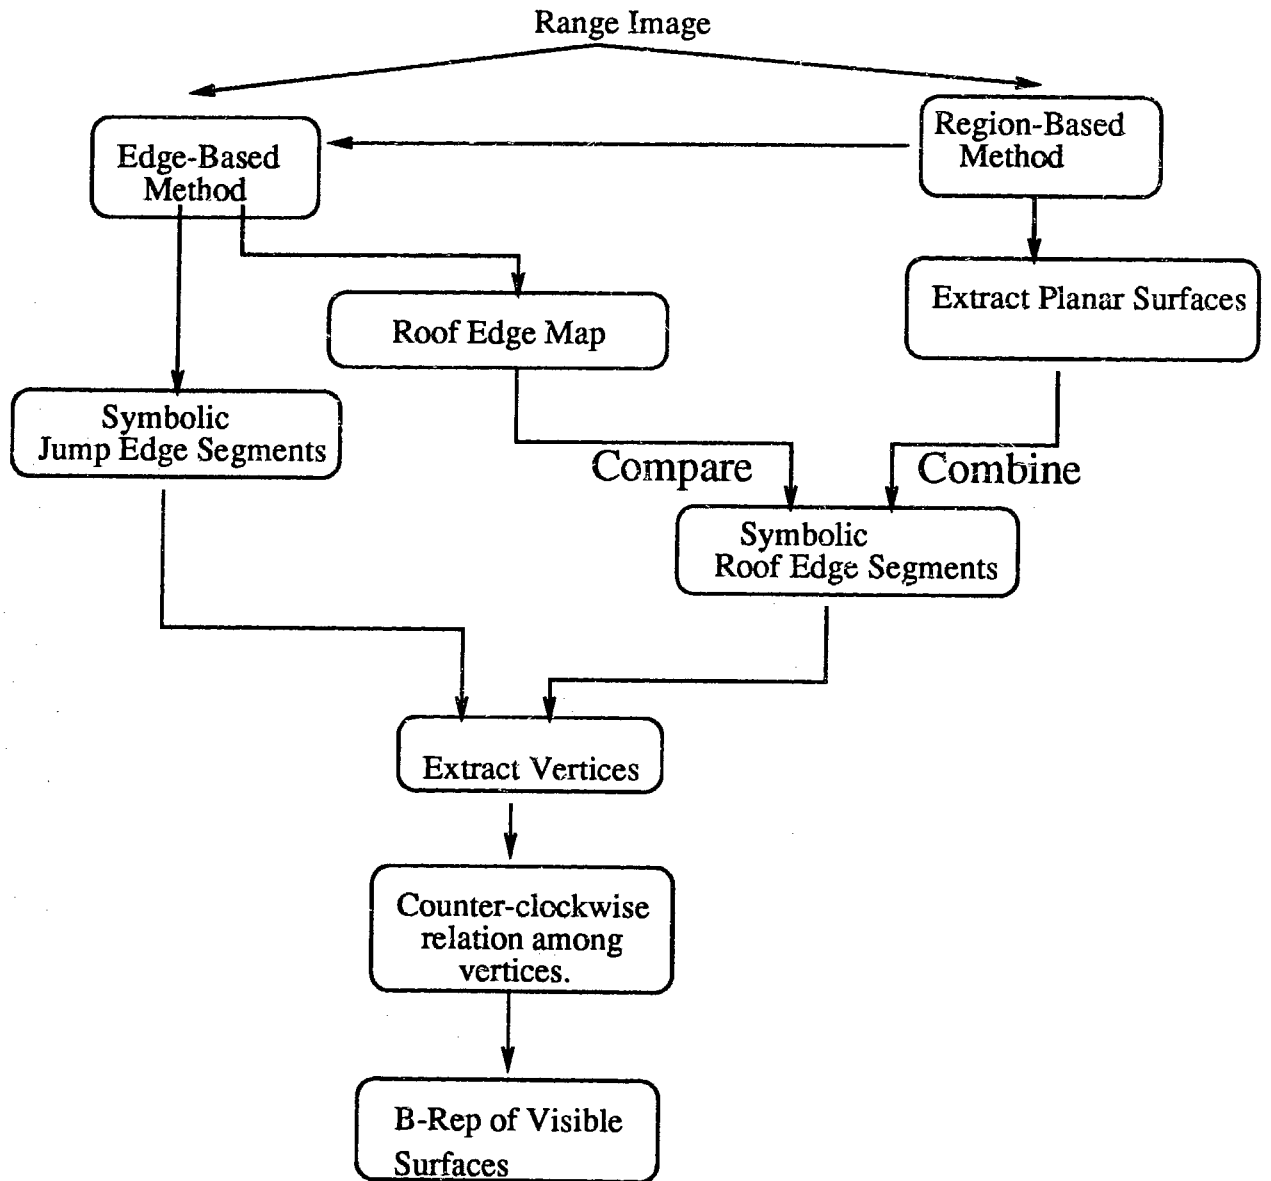 Range Image
Region-Based
Method
Edge-Based
Method
Extract Planar Surfaces
Roof Edge Map
Symbolic
Jump Edge Segments
Compare
Combine
Symbolic
Roof Edge Segments
Extract Vertices
Counter-clockwise
relation among
vertices.
B-Rep of Visible
Surfaces